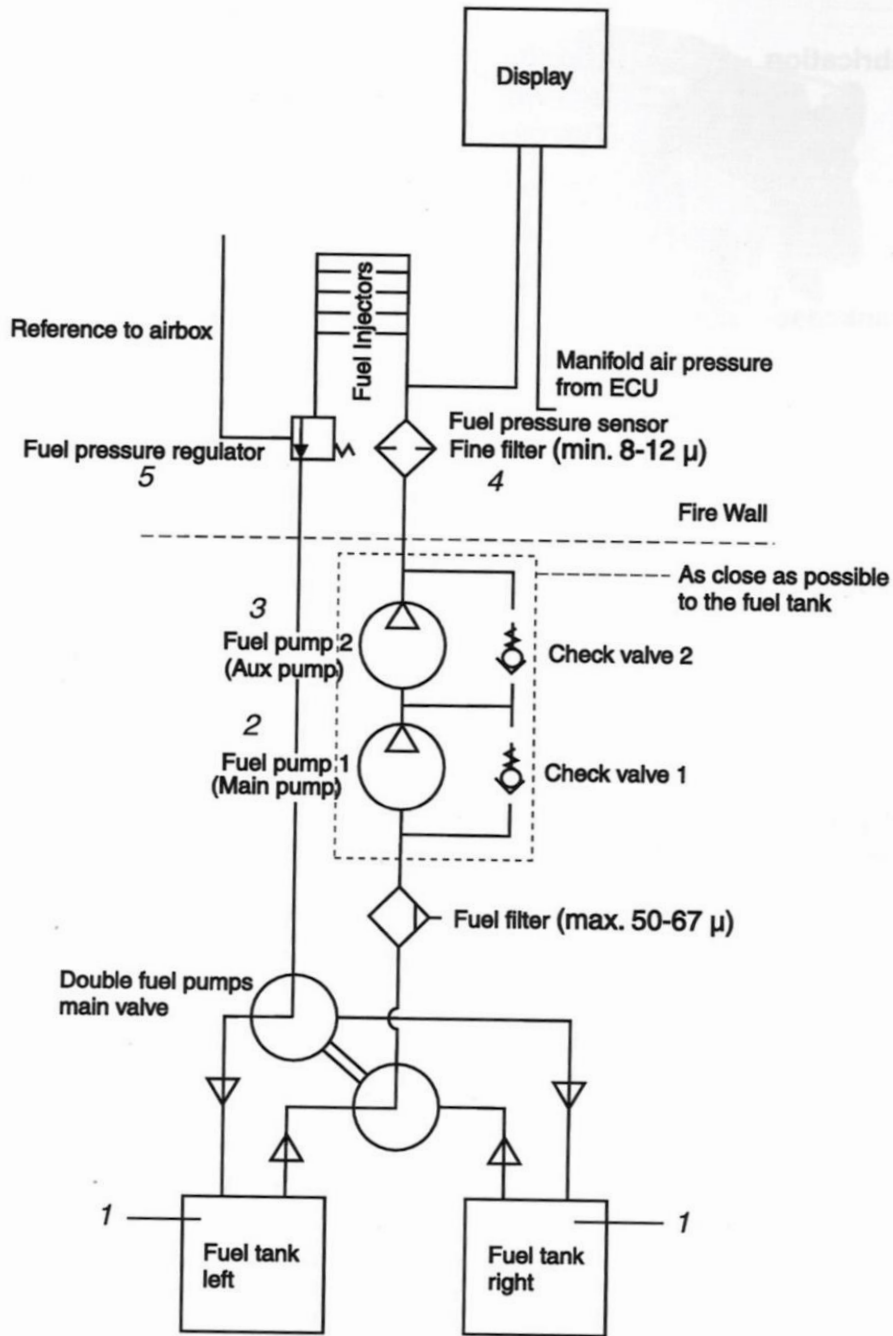 Display
Fuel Injectors
Reference to airbox
Manifold air pressure
from ECU
Fuel pressure sensor
Fuel pressure regulator
Fine filter (min. 8-12 µ)
5
4
Fire Wall
As close as possible
to the fuel tank
3
Fuel pump 2
(Aux pump)
Check valve 2
2
Fuel pump 1
(Main pump)
Check valve 1
Fuel filter (max. 50-67 µ)
Double fuel pumps
main valve
1
1
Fuel tank
left
Fuel tank
right